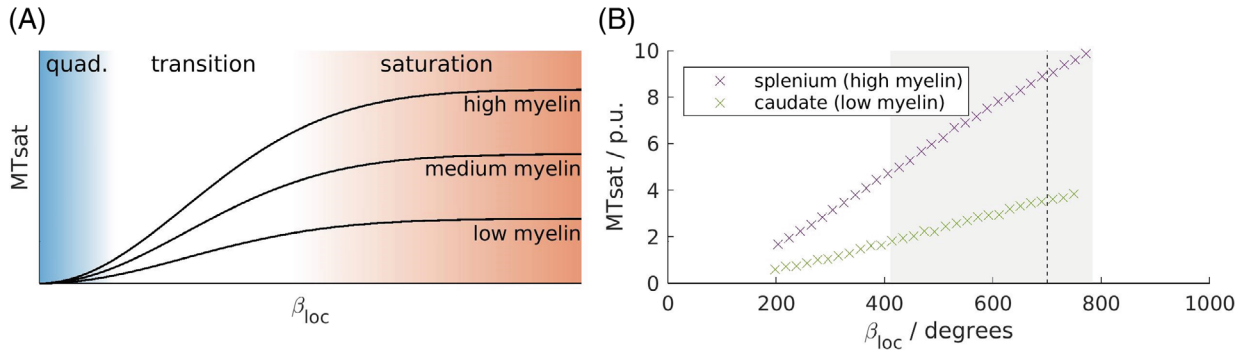 (A)
quad.
transition
saturation
high myelin
medium myelin
low myelin
MTsat
βloc
(B)
10
8
6
4
2
0
MTsat / p.u.
splenium (high myelin)
caudate (low myelin)
0 200 400 600 800 1000
βloc / degrees